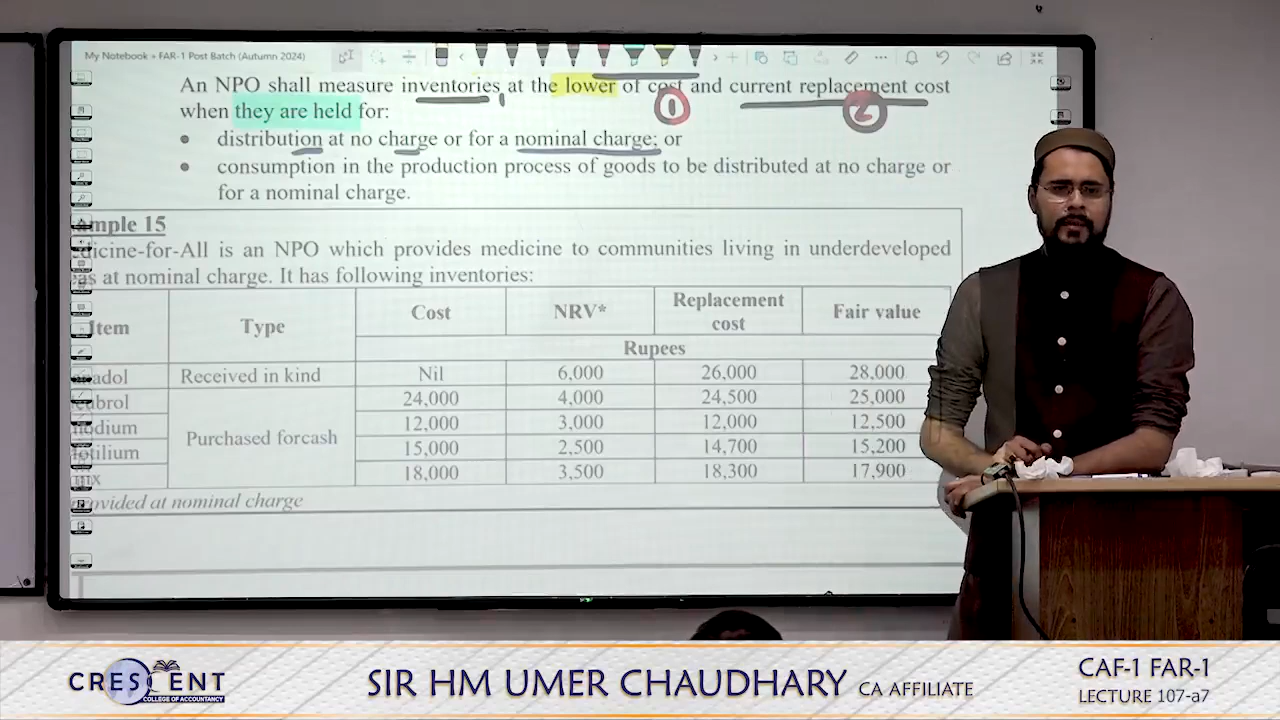 My Notebook › FAR-1 Post Batch (Autumn 2024)
An NPO shall measure inventories at the lower of cost and current replacement cost
1 2
when they are held for:
• distribution at no charge or for a nominal charge; or
• consumption in the production process of goods to be distributed at no charge or
for a nominal charge.
ample 15
dicine-for-All is an NPO which provides medicine to communities living in underdeveloped
as at nominal charge. It has following inventories:
Item Type Cost NRV* Replacement cost Fair value
Rupees
adol Received in kind Nil 6,000 26,000 28,000
brol 24,000 4,000 24,500 25,000
odium 12,000 3,000 12,000 12,500
Purchased forcash
otilium 15,000 2,500 14,700 15,200
nx 18,000 3,500 18,300 17,900
rovided at nominal charge
CRESCENT
COLLEGE OF ACCOUNTANCY
SIR HM UMER CHAUDHARY CA AFFILIATE
CAF-1 FAR-1
LECTURE 107-a7